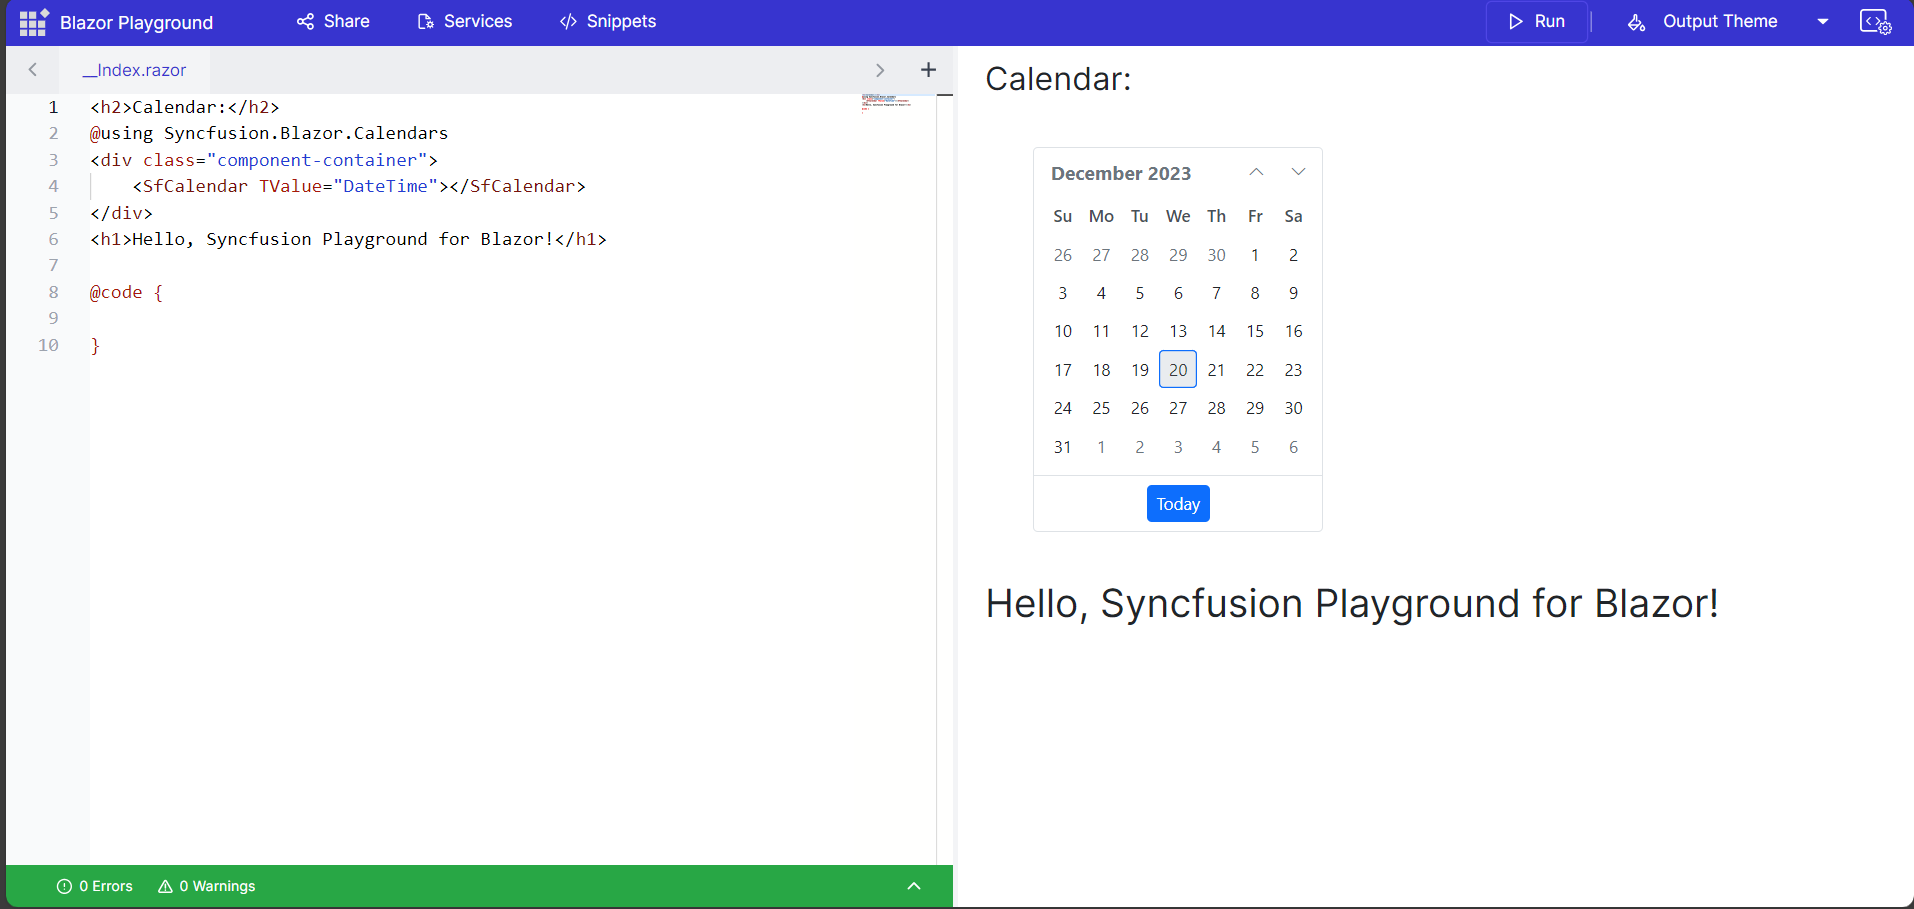 Blazor Playground
Share
Services
Snippets
Run
Output Theme
__Index.razor
1 <h2>Calendar:</h2>
2 @using Syncfusion.Blazor.Calendars
3 <div class="component-container">
4     <SfCalendar TValue="DateTime"></SfCalendar>
5 </div>
6 <h1>Hello, Syncfusion Playground for Blazor!</h1>
7
8 @code {
9
10 }
0 Errors
0 Warnings
Calendar:
December 2023
Su Mo Tu We Th Fr Sa
26 27 28 29 30 1 2
3 4 5 6 7 8 9
10 11 12 13 14 15 16
17 18 19 20 21 22 23
24 25 26 27 28 29 30
31 1 2 3 4 5 6
Today
Hello, Syncfusion Playground for Blazor!